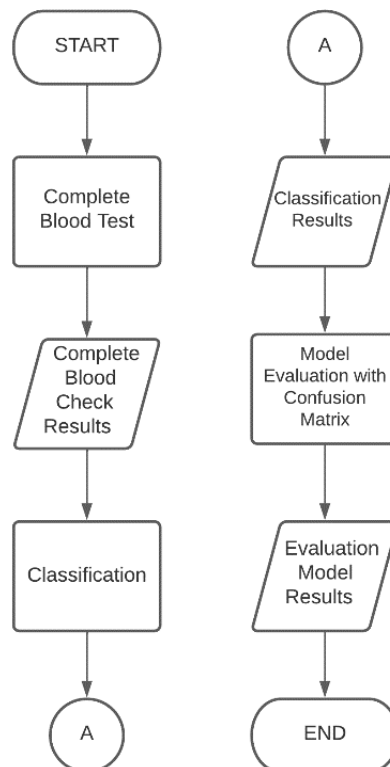 START
Complete
Blood Test
Complete
Blood
Check
Results
Classification
A
A
Classification
Results
Model
Evaluation with
Confusion
Matrix
Evaluation
Model
Results
END